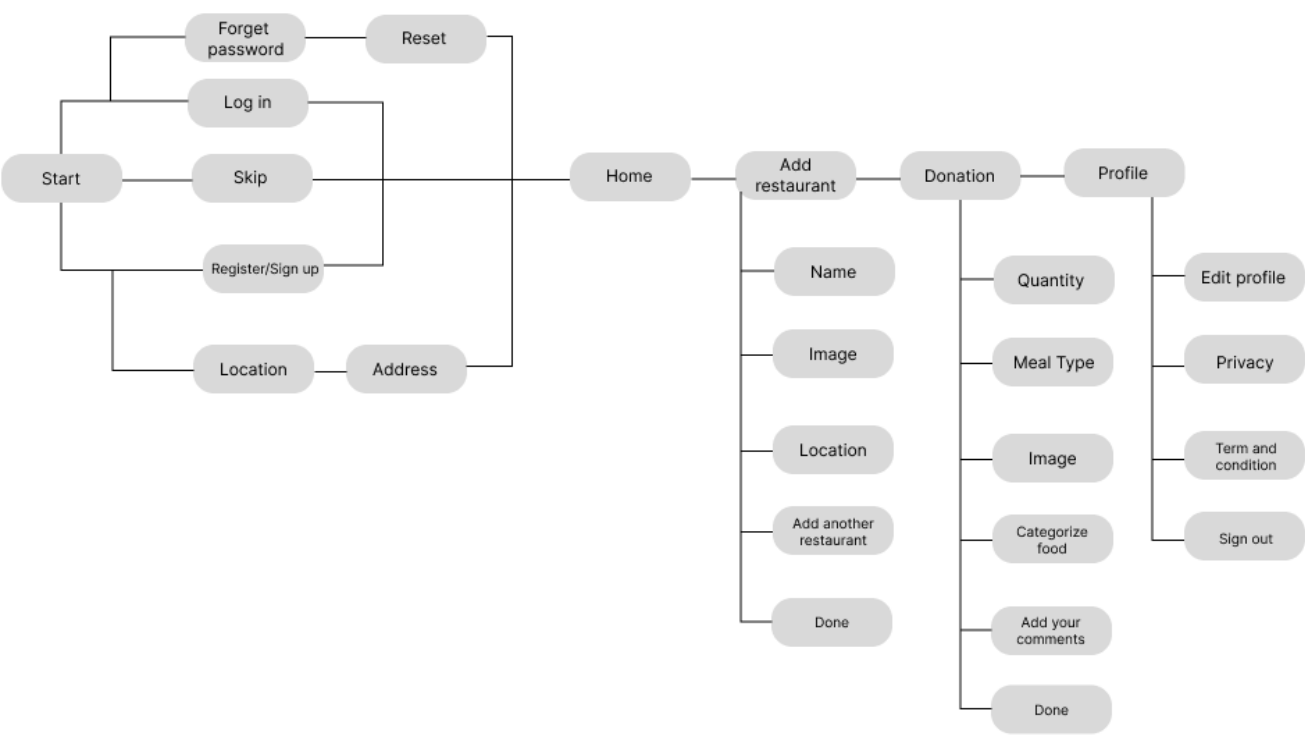 Forget
password
Reset
Log in
Start
Skip
Register/Sign up
Location
Address
Home
Add
restaurant
Donation
Profile
Name
Image
Location
Add another
restaurant
Done
Quantity
Meal Type
Image
Categorize
food
Add your
comments
Done
Edit profile
Privacy
Term and
condition
Sign out